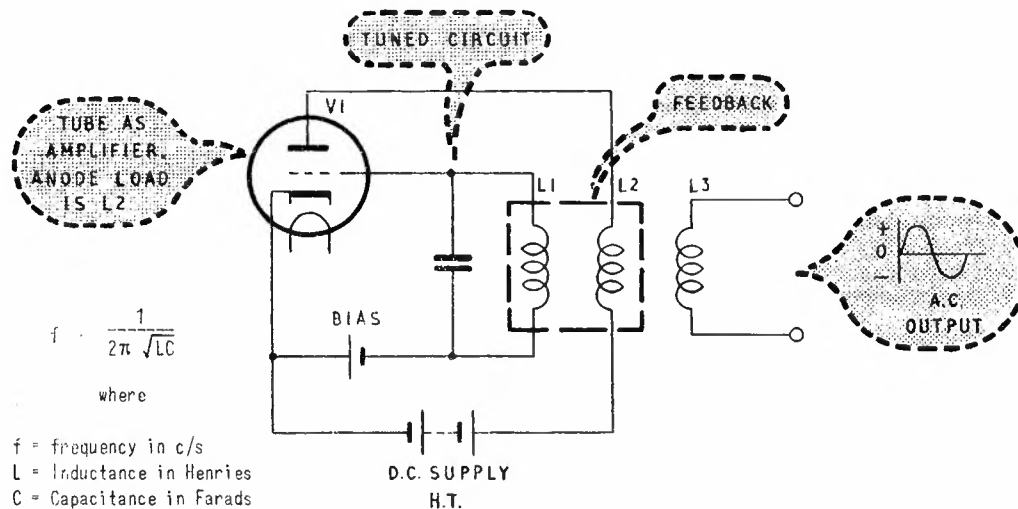 TUNED CIRCUIT
V1
FEEDBACK
TUBE AS
AMPLIFIER.
ANODE LOAD
IS L2
L1
L2
L3
+
0
−
A.C
OUTPUT
BIAS
f · 1
2π √LC
where
f = frequency in c/s
L = Inductance in Henries
C = Capacitance in Farads
D.C. SUPPLY
H.T.